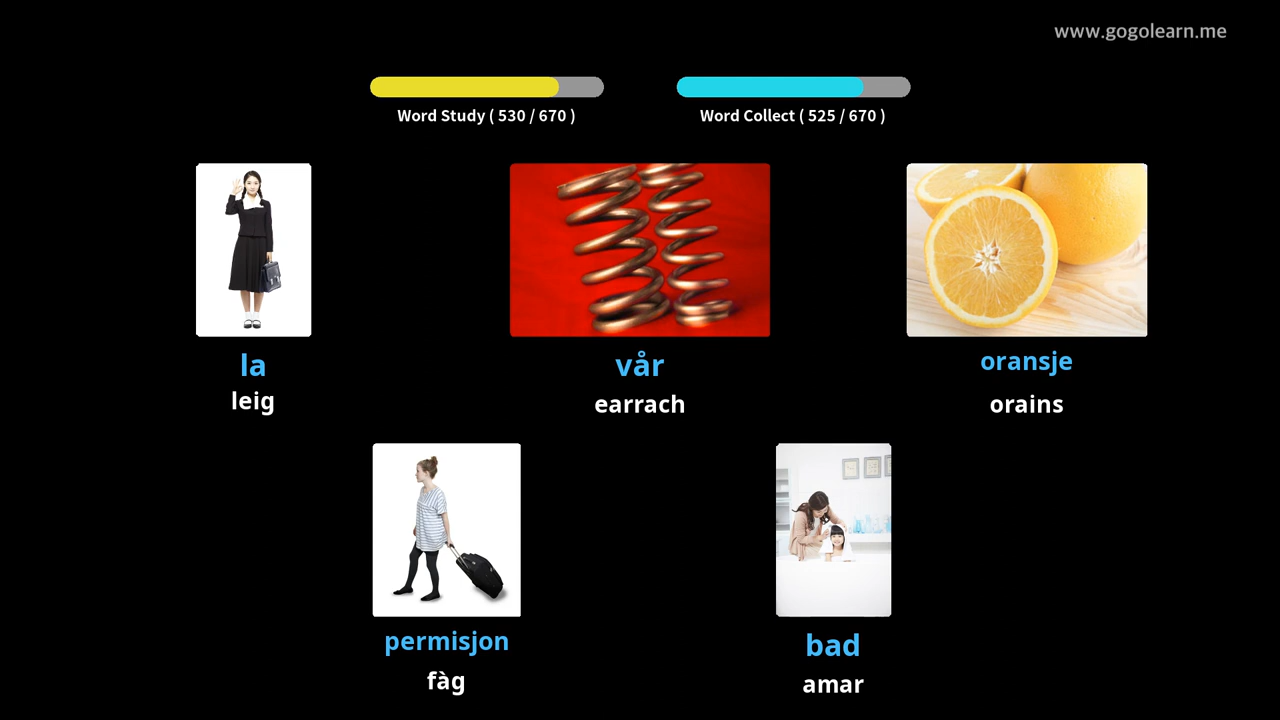 www.gogolearn.me
Word Study ( 530 / 670 )
Word Collect ( 525 / 670 )
la
leig
vår
earrach
oransje
orains
permisjon
fàg
bad
amar